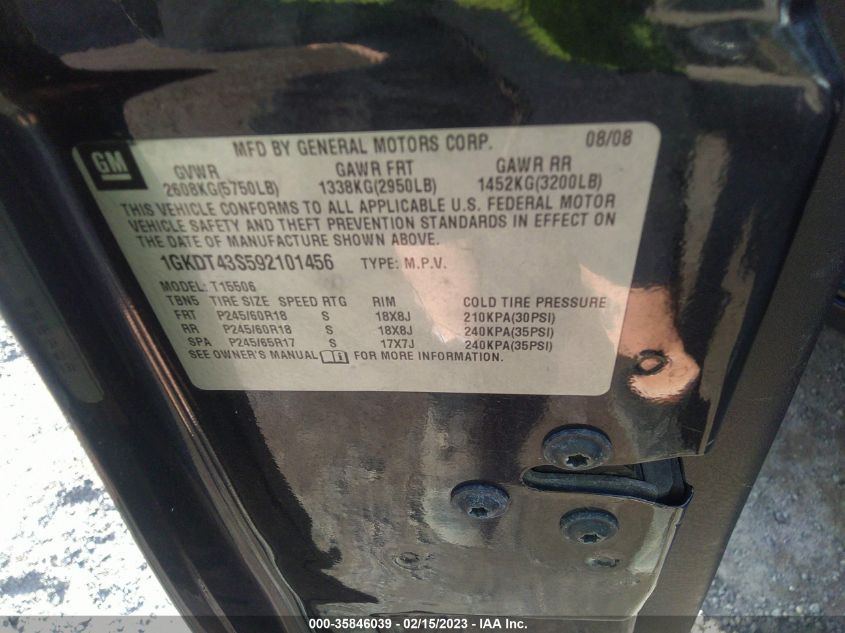 GM
MFD BY GENERAL MOTORS CORP. 08/08
GVWR GAWR FRT GAWR RR
2608KG(5750LB) 1338KG(2950LB) 1452KG(3200LB)
THIS VEHICLE CONFORMS TO ALL APPLICABLE U.S. FEDERAL MOTOR
VEHICLE SAFETY AND THEFT PREVENTION STANDARDS IN EFFECT ON
THE DATE OF MANUFACTURE SHOWN ABOVE.
1GKDT43S592101456 TYPE: M.P.V.
MODEL: T15506
TBN5 TIRE SIZE SPEED RTG RIM COLD TIRE PRESSURE
FRT P245/60R18 S 18X8J 210KPA(30PSI)
RR P245/60R18 S 18X8J 240KPA(35PSI)
SPA P245/65R17 S 17X7J 240KPA(35PSI)
SEE OWNER'S MANUAL FOR MORE INFORMATION.
000-35846039 - 02/15/2023 - IAA Inc.